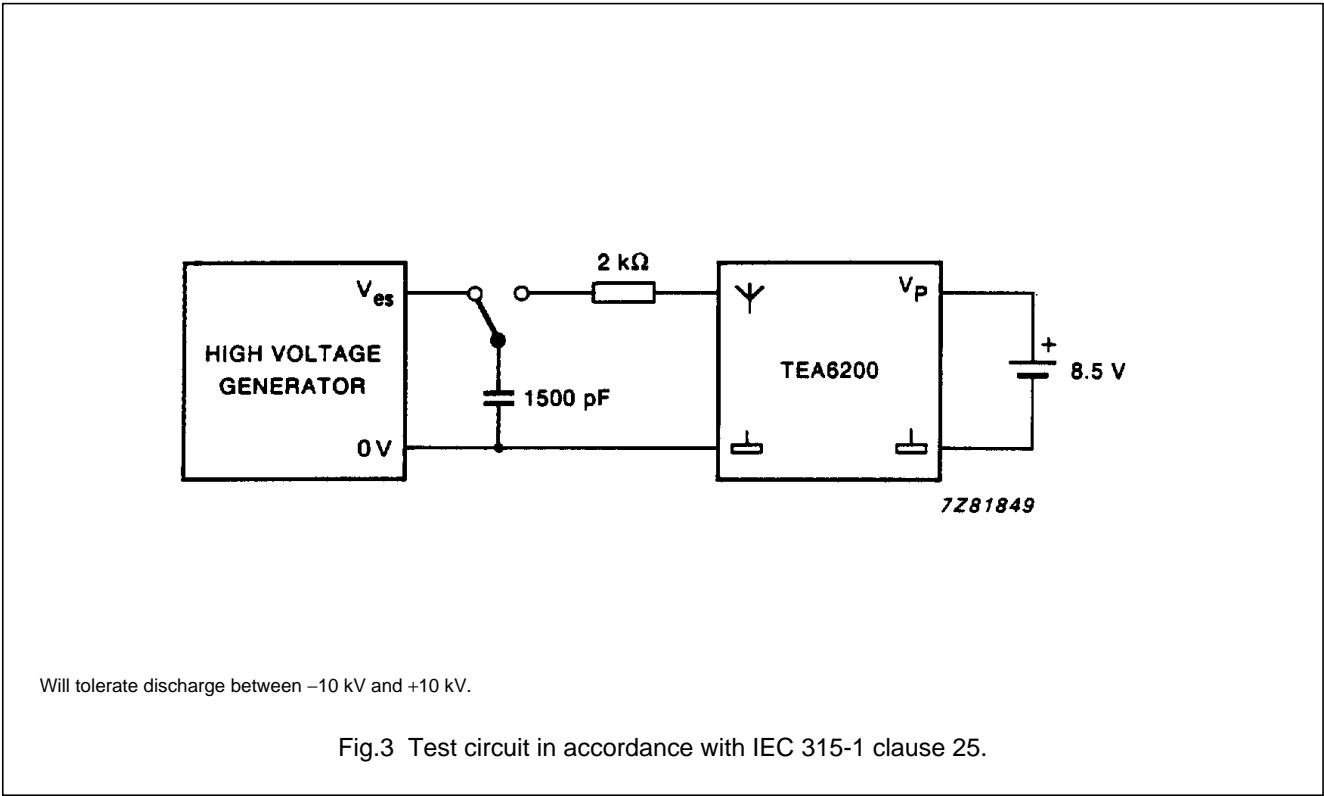 2 kΩ
Ves
VP
HIGH VOLTAGE
GENERATOR
1500 pF
TEA6200
+
8.5 V
0 V
7Z81849
Will tolerate discharge between −10 kV and +10 kV.
Fig.3 Test circuit in accordance with IEC 315-1 clause 25.